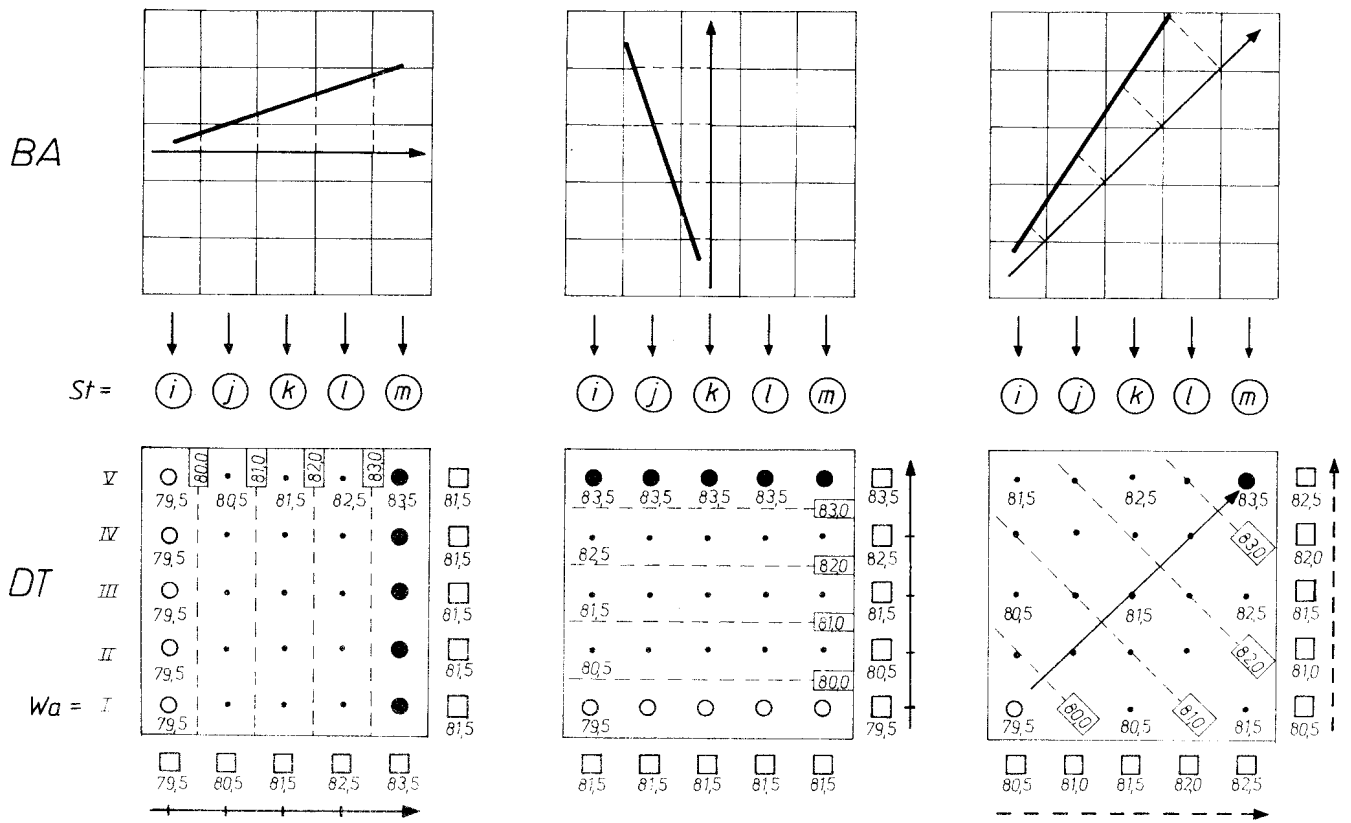 BA
St = i j k l m i j k l m i j k l m
80,0 81,0 82,0 83,0
V 79,5 80,5 81,5 82,5 83,5 81,5 83,5 83,5 83,5 83,5 83,5 83,5 81,5 82,5 83,5 82,5
83,0
IV 79,5 81,5 82,5 82,5 83,0 82,0
82,0
DT
III 79,5 81,5 81,5 81,5 80,5 81,5 82,5 81,5
81,0
II 79,5 81,5 80,5 80,5 82,0 81,0
80,0
Wa = I 79,5 81,5 79,5 79,5 79,5 80,0 80,5 81,0 81,5 80,5
79,5 80,5 81,5 82,5 83,5 81,5 81,5 81,5 81,5 81,5 80,5 81,0 81,5 82,0 82,5